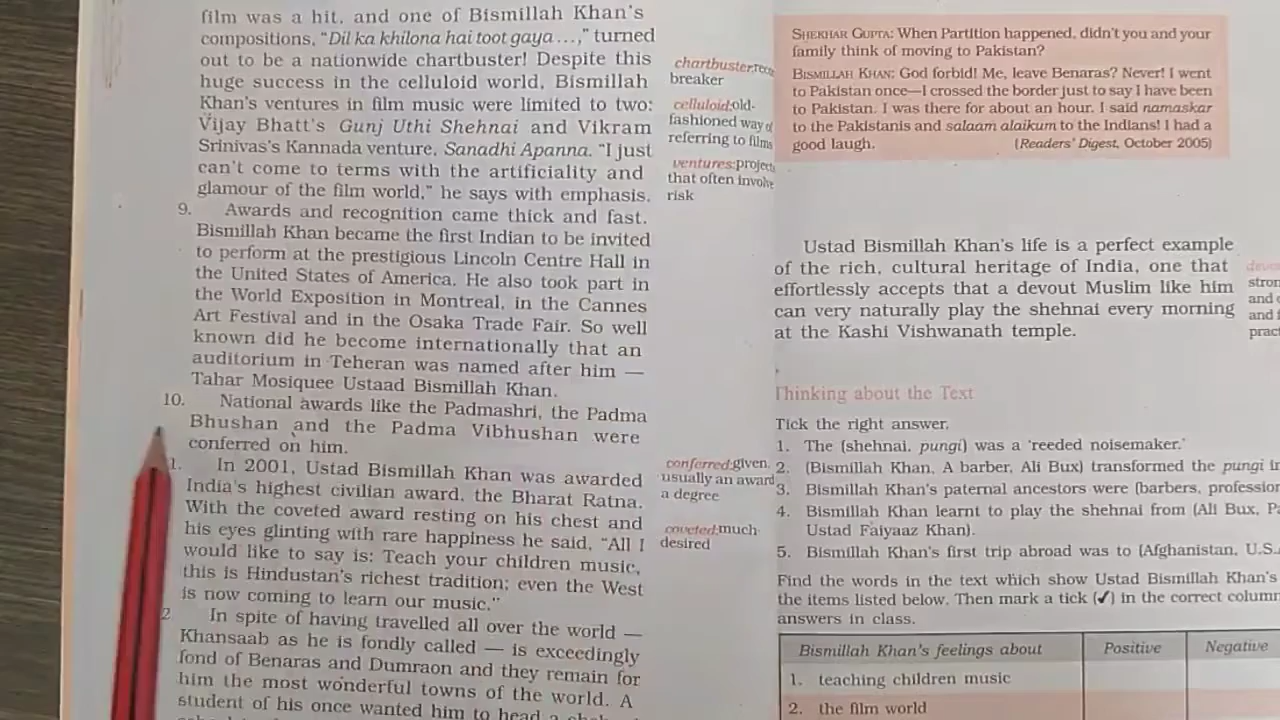 film was a hit, and one of Bismillah Khan's
compositions, "Dil ka khilona hai toot gaya ...," turned
out to be a nationwide chartbuster! Despite this
huge success in the celluloid world, Bismillah
Khan's ventures in film music were limited to two:
Vijay Bhatt's Gunj Uthi Shehnai and Vikram
Srinivas's Kannada venture, Sanadhi Apanna. "I just
can't come to terms with the artificiality and
glamour of the film world," he says with emphasis.
9. Awards and recognition came thick and fast.
Bismillah Khan became the first Indian to be invited
to perform at the prestigious Lincoln Centre Hall in
the United States of America. He also took part in
the World Exposition in Montreal, in the Cannes
Art Festival and in the Osaka Trade Fair. So well
known did he become internationally that an
auditorium in Teheran was named after him —
Tahar Mosiquee Ustaad Bismillah Khan.
10. National awards like the Padmashri, the Padma
Bhushan and the Padma Vibhushan were
conferred on him.
1. In 2001, Ustad Bismillah Khan was awarded
India's highest civilian award, the Bharat Ratna.
With the coveted award resting on his chest and
his eyes glinting with rare happiness he said, "All I
would like to say is: Teach your children music,
this is Hindustan's richest tradition; even the West
is now coming to learn our music."
2 In spite of having travelled all over the world —
Khansaab as he is fondly called — is exceedingly
fond of Benaras and Dumraon and they remain for
him the most wonderful towns of the world. A
student of his once wanted him to head a
chartbuster:
breaker
celluloid:old-
fashioned way
referring to films
ventures:projects
that often involve
risk
conferred:given,
usually an award
a degree
coveted:much-
desired
SHEKHAR GUPTA: When Partition happened, didn't you and your
family think of moving to Pakistan?
BISMILLAH KHAN: God forbid! Me, leave Benaras? Never! I went
to Pakistan once—I crossed the border just to say I have been
to Pakistan. I was there for about an hour. I said namaskar
to the Pakistanis and salaam alaikum to the Indians! I had a
good laugh. (Readers' Digest, October 2005)
Ustad Bismillah Khan's life is a perfect example
of the rich, cultural heritage of India, one that
effortlessly accepts that a devout Muslim like him
can very naturally play the shehnai every morning
at the Kashi Vishwanath temple.
and
and
Thinking about the Text
Tick the right answer.
1. The (shehnai, pungi) was a 'reeded noisemaker.'
2. (Bismillah Khan, A barber, Ali Bux) transformed the pungi
3. Bismillah Khan's paternal ancestors were (barbers,
4. Bismillah Khan learnt to play the shehnai from (Ali Bux,
Ustad Faiyaaz Khan).
5. Bismillah Khan's first trip abroad was to (Afghanistan, U.S.
Find the words in the text which show Ustad Bismillah Khan's
the items listed below. Then mark a tick (✓) in the correct
answers in class.
Bismillah Khan's feelings about Positive Negative
1. teaching children music
2. the film world